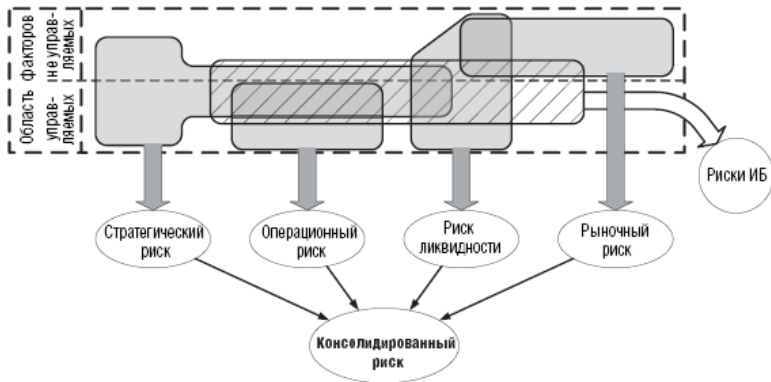 Область факторов
не управ-
ляемых
управ-
ляемых
Риски ИБ
Стратегический
риск
Операционный
риск
Риск
ликвидности
Рыночный
риск
Консолидированный
риск